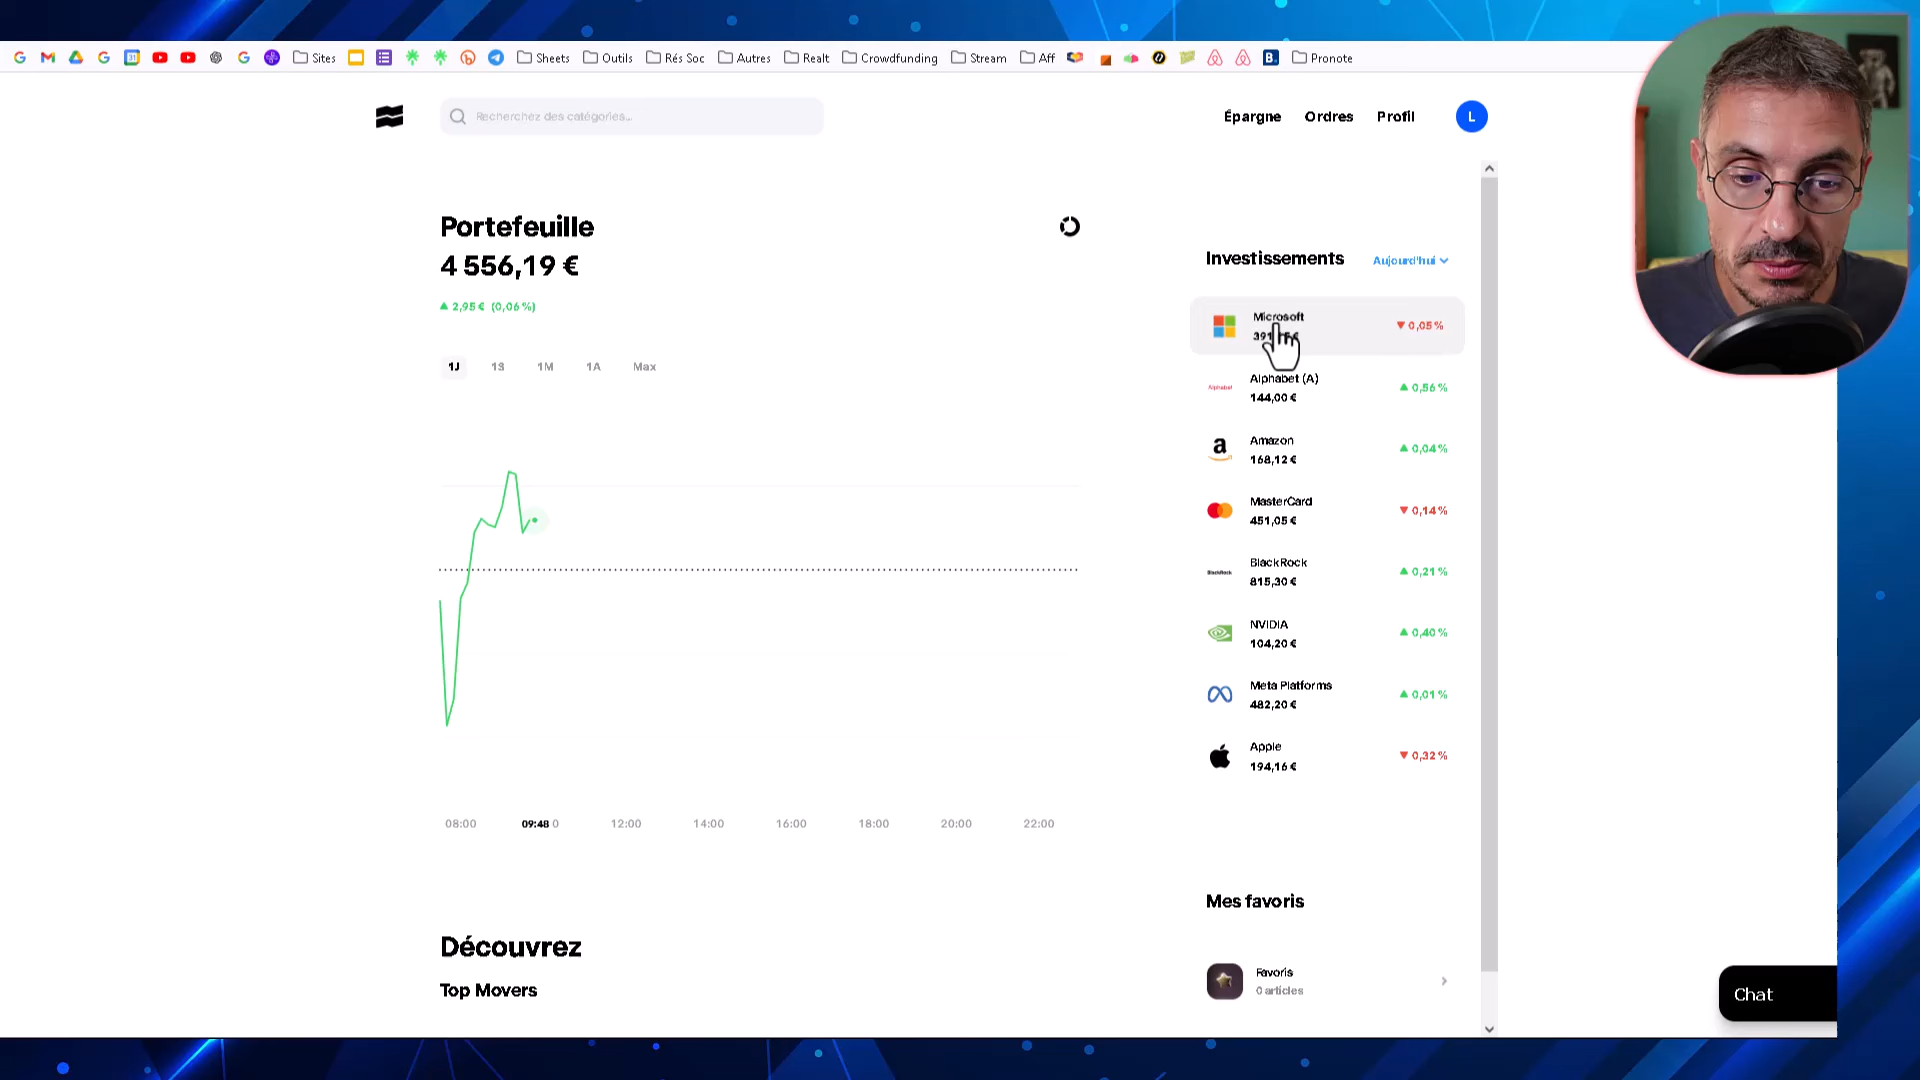 Sites
Sheets
Outils
Rés Soc
Autres
Realt
Crowdfunding
Stream
Aff
Pronote
Recherchez des catégories...
Épargne
Ordres
Profil
L
Portefeuille
4 556,19 €
2,95 € (0,06 %)
1J
1S
1M
1A
Max
08:00
09:48
12:00
14:00
16:00
18:00
20:00
22:00
Découvrez
Top Movers
Investissements
Aujourd'hui
Microsoft
0,05 %
Alphabet
Alphabet (A)
144,00 €
0,56 %
Amazon
168,12 €
0,04 %
MasterCard
451,05 €
0,14 %
BlackRock
BlackRock
815,30 €
0,21 %
NVIDIA
104,20 €
0,40 %
Meta Platforms
482,20 €
0,01 %
Apple
194,16 €
0,32 %
Mes favoris
Favoris
0 articles
Chat